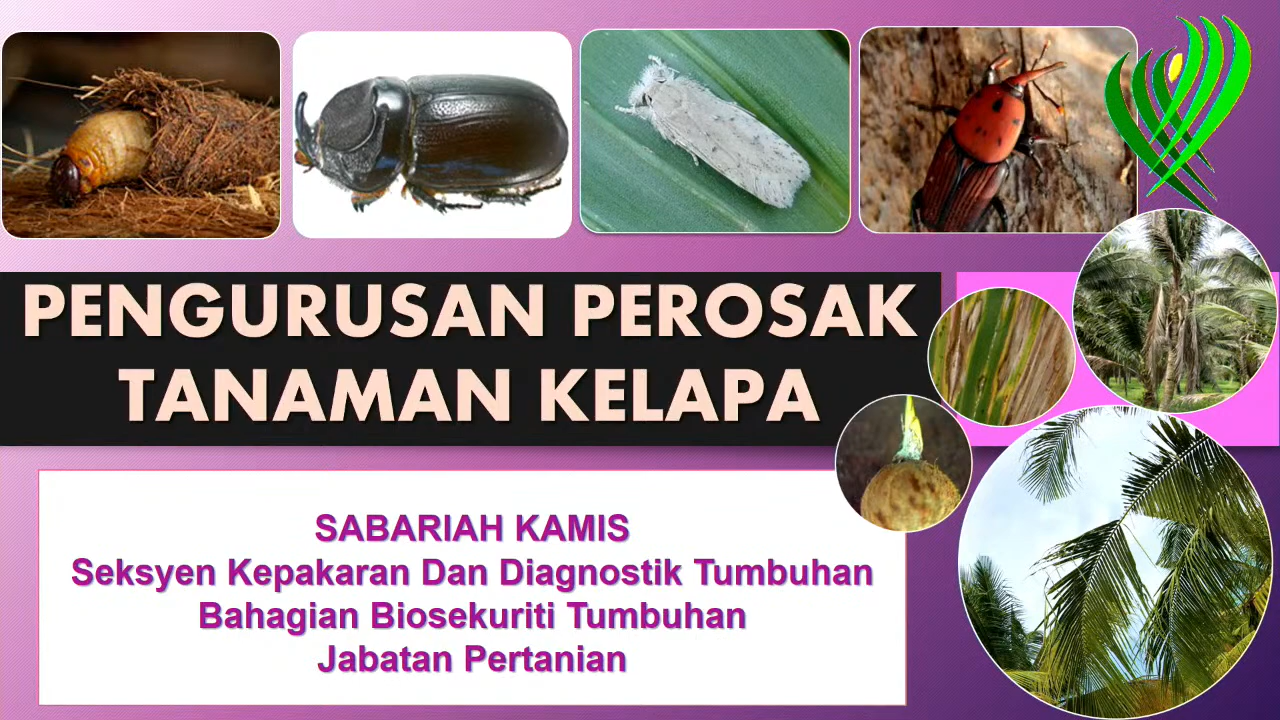 PENGURUSAN PEROSAK
TANAMAN KELAPA
SABARIAH KAMIS
Seksyen Kepakaran Dan Diagnostik Tumbuhan
Bahagian Biosekuriti Tumbuhan
Jabatan Pertanian